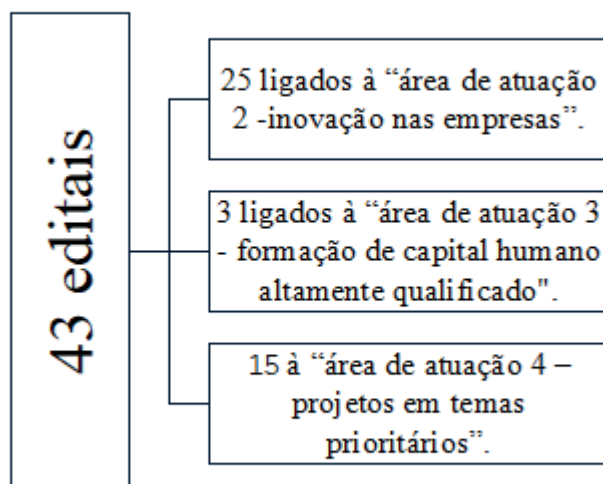 43 editais
25 ligados à “área de atuação
2 -inovação nas empresas”.
3 ligados à “área de atuação 3
- formação de capital humano
altamente qualificado".
15 à “área de atuação 4 –
projetos em temas
prioritários”.